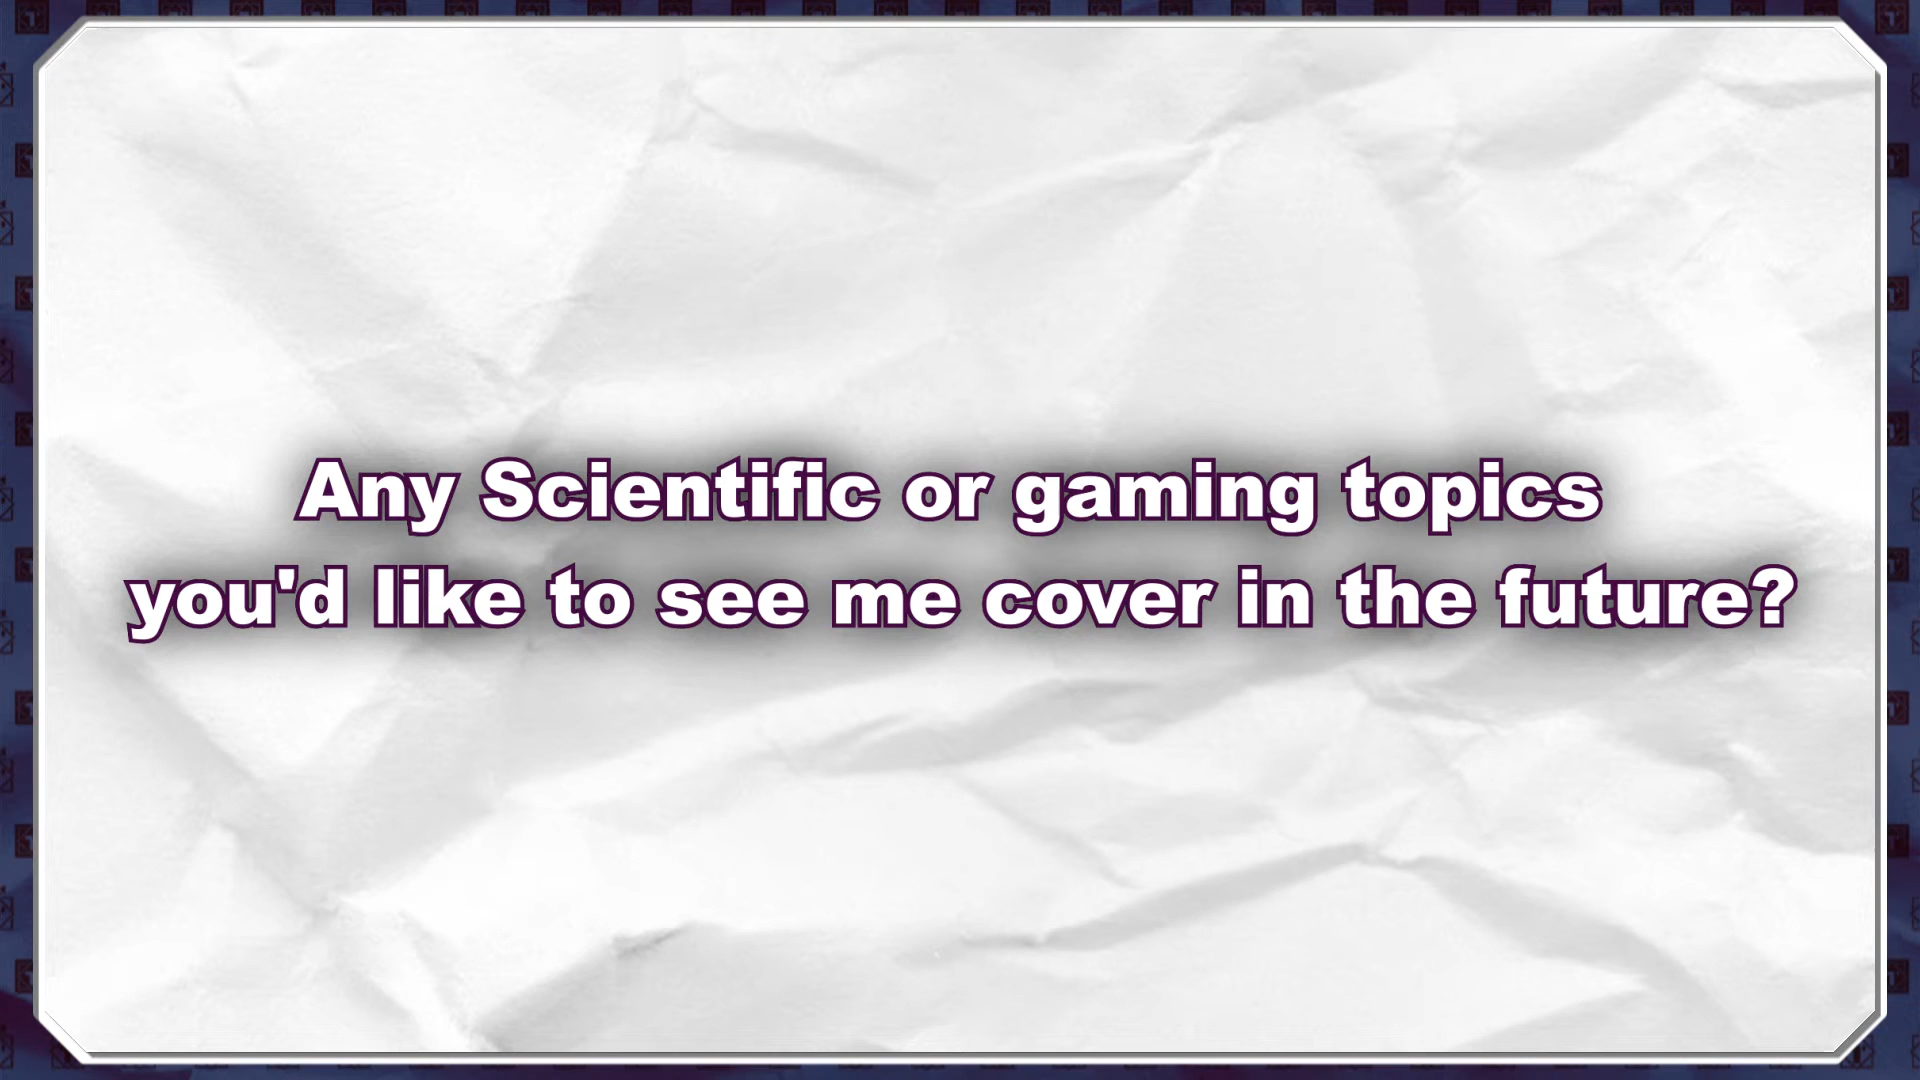 Any Scientific or gaming topics
you'd like to see me cover in the future?